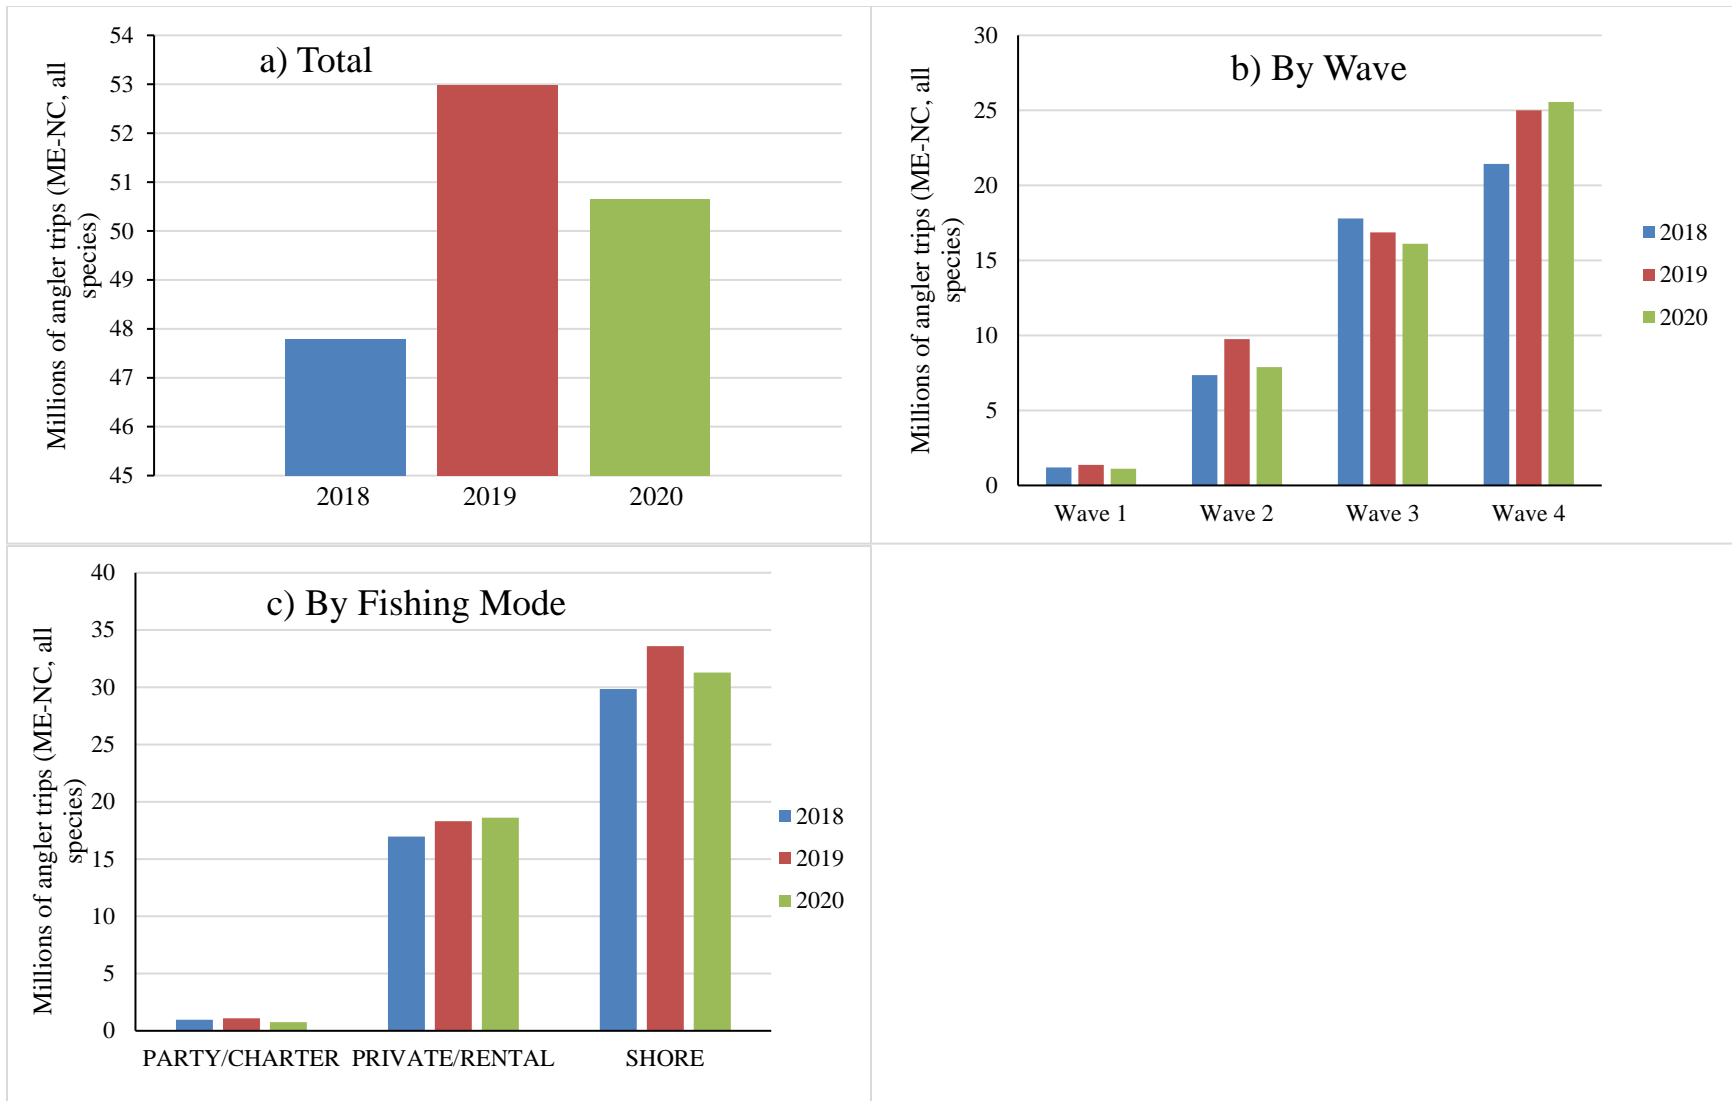 a) Total
Millions of angler trips (ME-NC, all
species)
54
53
52
51
50
49
48
47
46
45
2018
2019
2020
b) By Wave
Millions of angler trips (ME-NC, all
species)
30
25
20
15
10
5
0
Wave 1
Wave 2
Wave 3
Wave 4
2018
2019
2020
c) By Fishing Mode
Millions of angler trips (ME-NC, all
species)
40
35
30
25
20
15
10
5
0
PARTY/CHARTER
PRIVATE/RENTAL
SHORE
2018
2019
2020